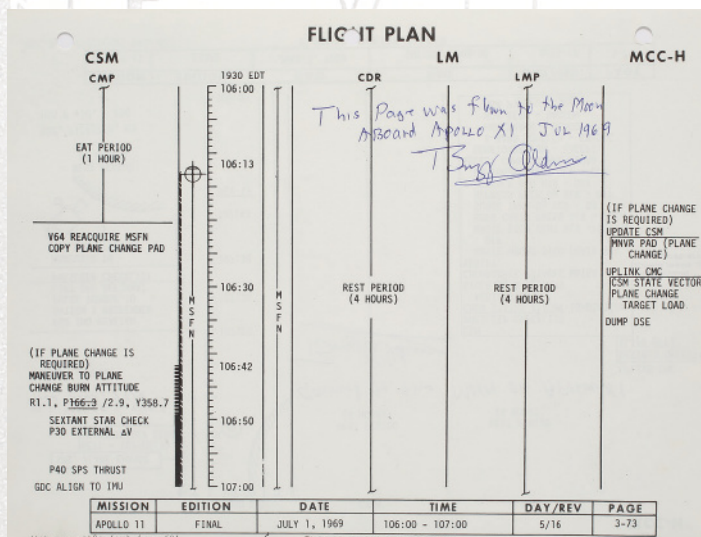 FLIGHT PLAN
CSM LM MCC-H
CMP 1930 EDT CDR LMP
106:00
This Page was flown to the Moon
ABoard APOLLO XI JUL 1969
Buzz Aldrin
EAT PERIOD
(1 HOUR)
106:13
V64 REACQUIRE MSFN
COPY PLANE CHANGE PAD
(IF PLANE CHANGE
IS REQUIRED)
UPDATE CSM
MNVR PAD (PLANE
CHANGE)
UPLINK CMC
CSM STATE VECTOR
PLANE CHANGE
TARGET LOAD
DUMP DSE
106:30
MSFN
MSFN
REST PERIOD
(4 HOURS)
REST PERIOD
(4 HOURS)
(IF PLANE CHANGE IS
REQUIRED)
MANEUVER TO PLANE
CHANGE BURN ATTITUDE
R1.1, P166.3 /2.9, Y358.7
106:42
SEXTANT STAR CHECK
P30 EXTERNAL ΔV
106:50
P40 SPS THRUST
GDC ALIGN TO IMU
107:00
MISSION EDITION DATE TIME DAY/REV PAGE
APOLLO 11 FINAL JULY 1, 1969 106:00 - 107:00 5/16 3-73